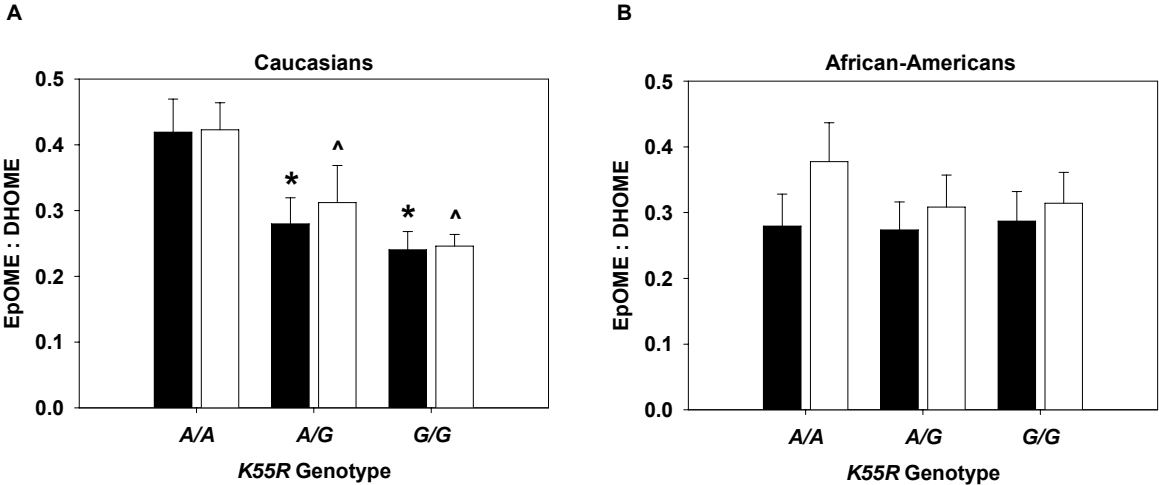 A
Caucasians
EpOME : DHOME
0.5
0.4
0.3
0.2
0.1
0.0
*
^
*
^
A/A
A/G
G/G
K55R Genotype
B
African-Americans
EpOME : DHOME
0.5
0.4
0.3
0.2
0.1
0.0
A/A
A/G
G/G
K55R Genotype